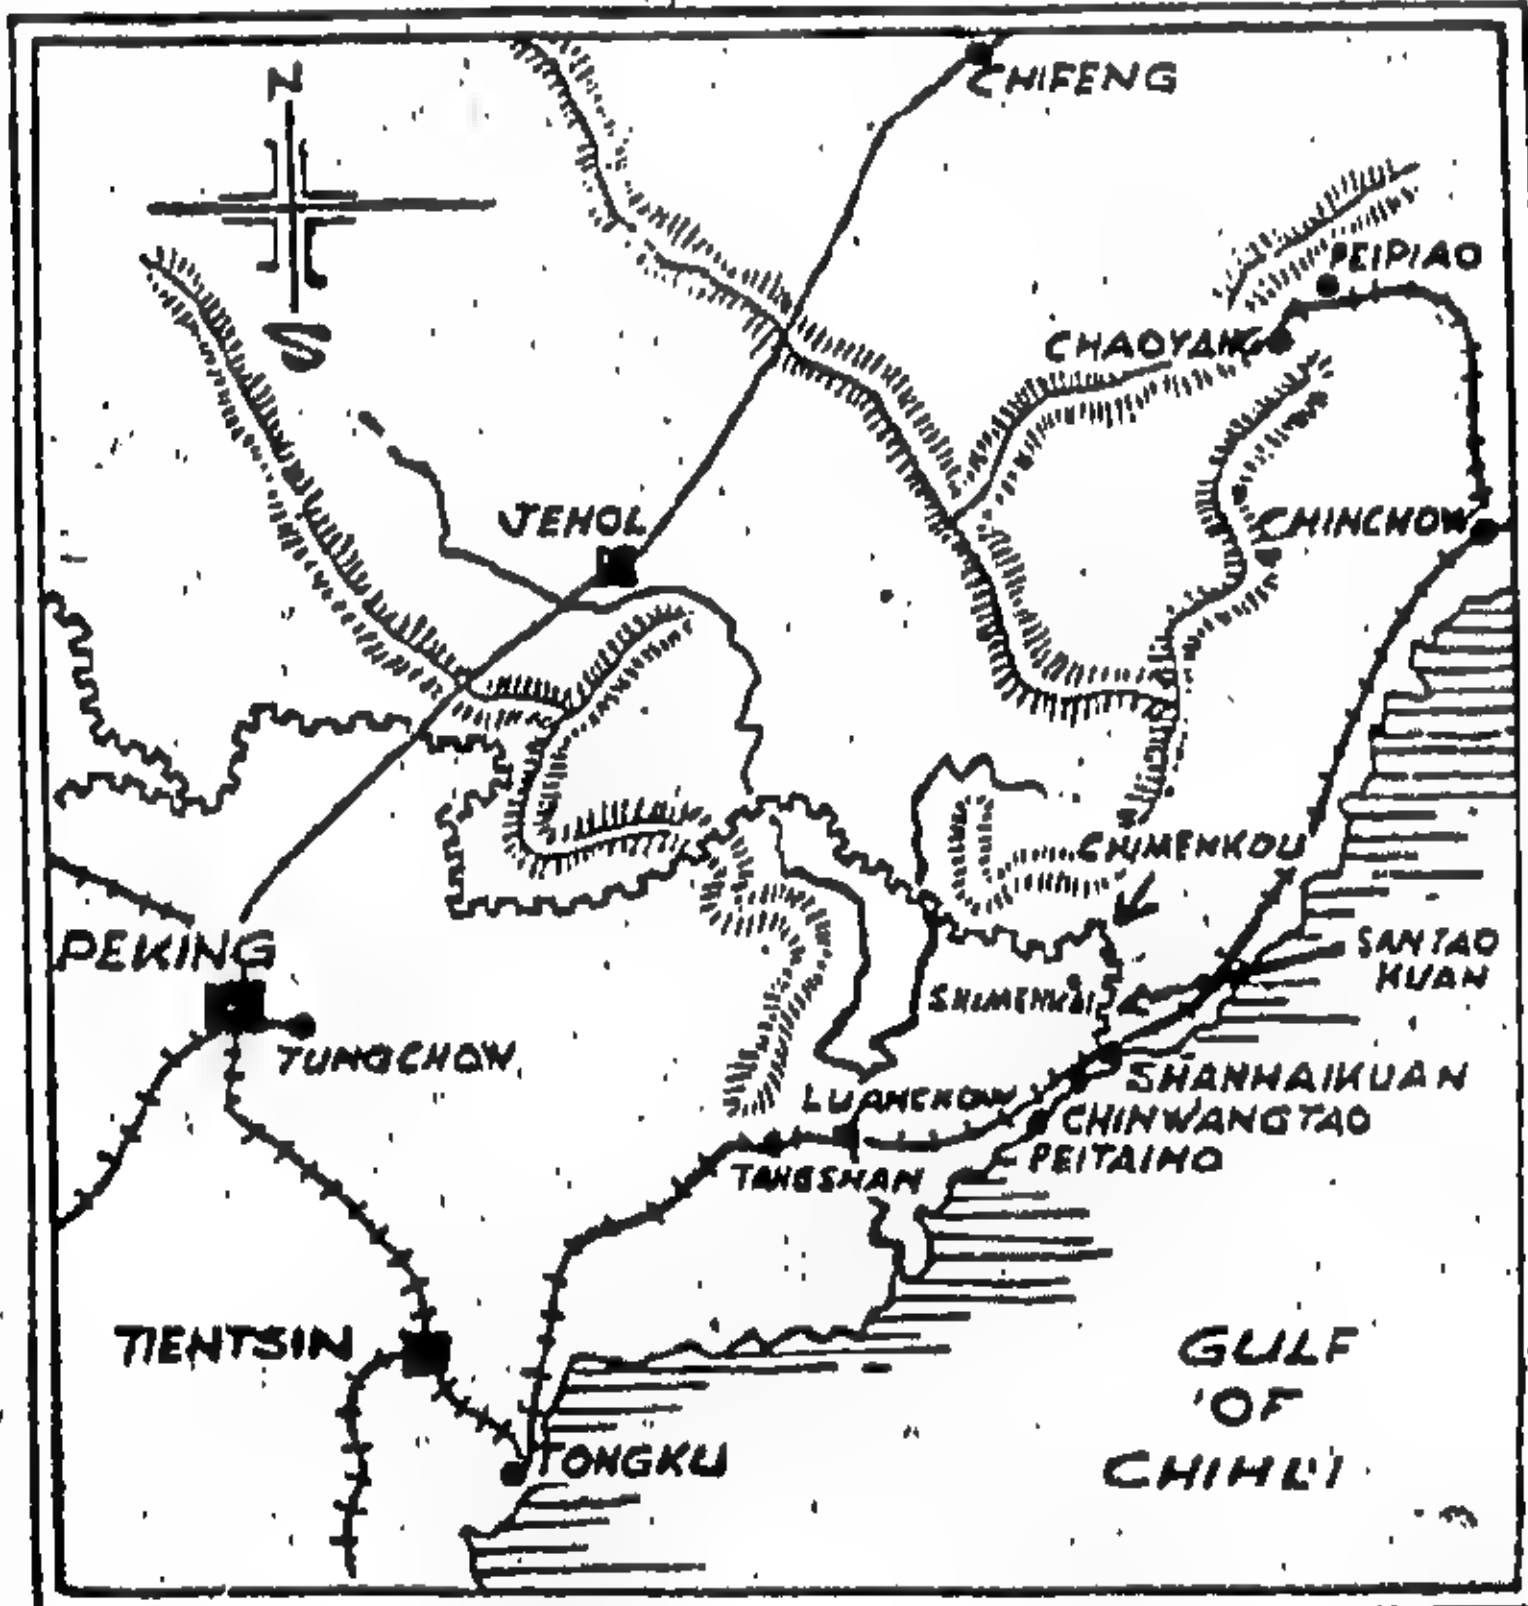 N
CHIFENG
PEIPIAO
S
CHAOYANG
JEHOL
CHINCHOW
CHIMENKOU
PEKING
SANTAO
KUAN
TUNGCHOW
SHANHAIKUAN
LUANCHOW
CHINWANGTAO
PEITAIHO
TANGSHAN
TIENTSIN
GULF
OF
CHIHLI
TONGKU